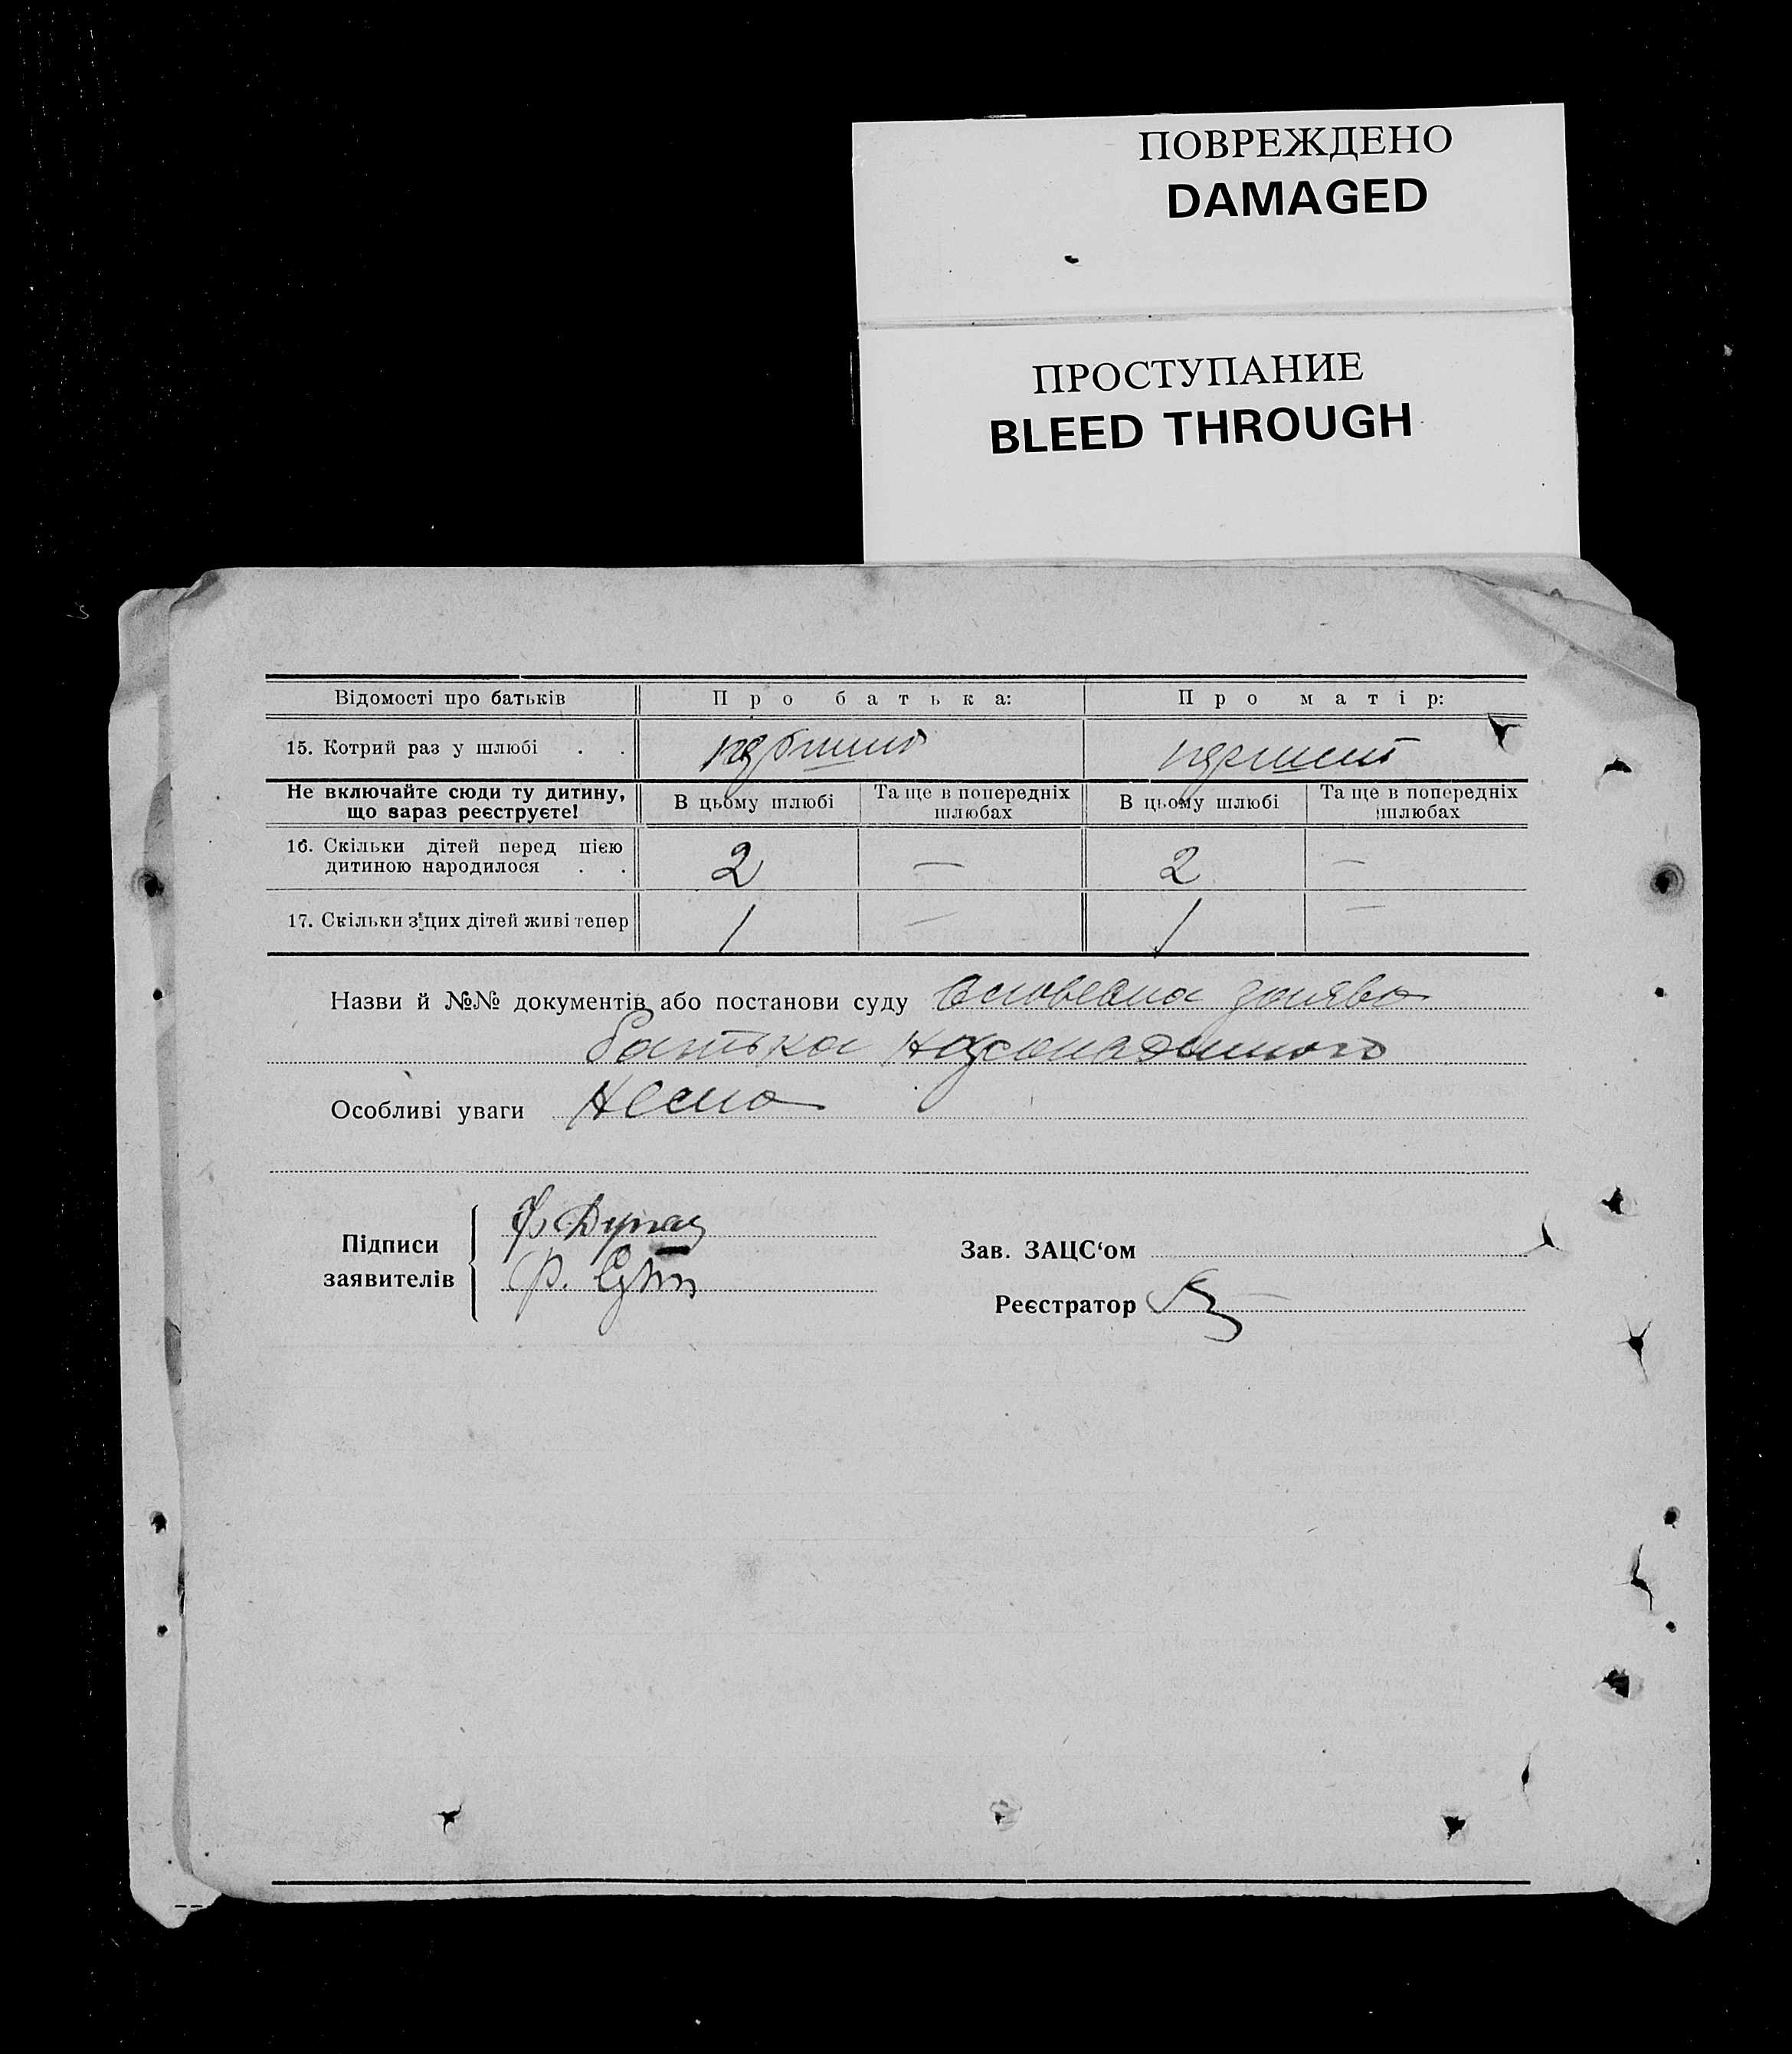 ПОВРЕЖДЕНО
DAMAGED
ПРОСТУПАНИЕ
BLEED THROUGH
Відомості про батьків Про батька: Про матір:
15. Котрий раз у шлюбі . .
Не включайте сюди ту дитину, що зараз реєструєте! В цьому шлюбі Та ще в попередніх шлюбах В цьому шлюбі Та ще в попередніх шлюбах
16. Скільки дітей перед цією
дитиною народилося . . 2 — 2 —
17. Скільки з цих дітей живі тепер 1 — 1 —
Назви й №№ документів або постанови суду Словесна заява
батька
Особливі уваги Нема
Підписи
заявителів
Зав. ЗАЦС‘ом
Реєстратор